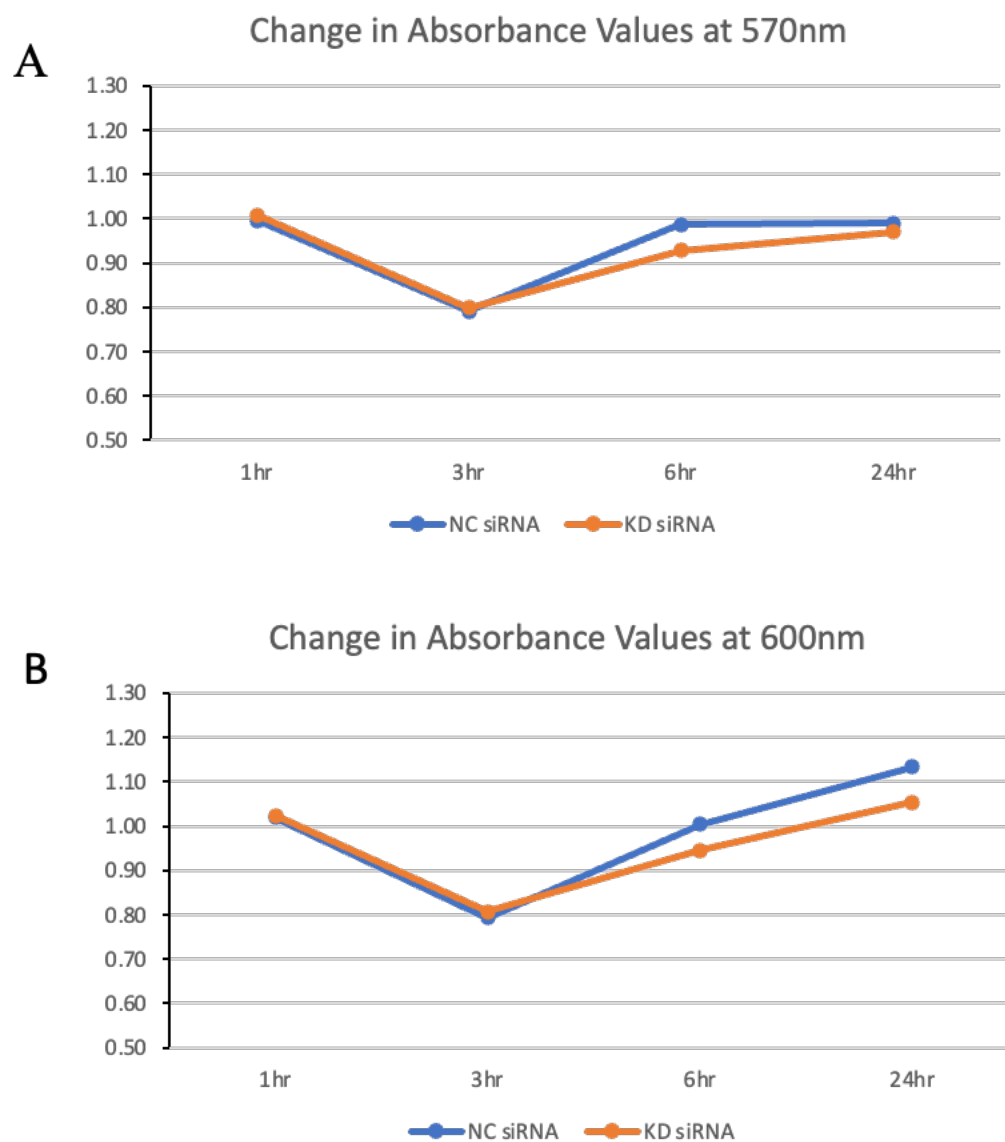 A
Change in Absorbance Values at 570nm
1.30
1.20
1.10
1.00
0.90
0.80
0.70
0.60
0.50
1hr 3hr 6hr 24hr
NC siRNA KD siRNA
B
Change in Absorbance Values at 600nm
1.30
1.20
1.10
1.00
0.90
0.80
0.70
0.60
0.50
1hr 3hr 6hr 24hr
NC siRNA KD siRNA